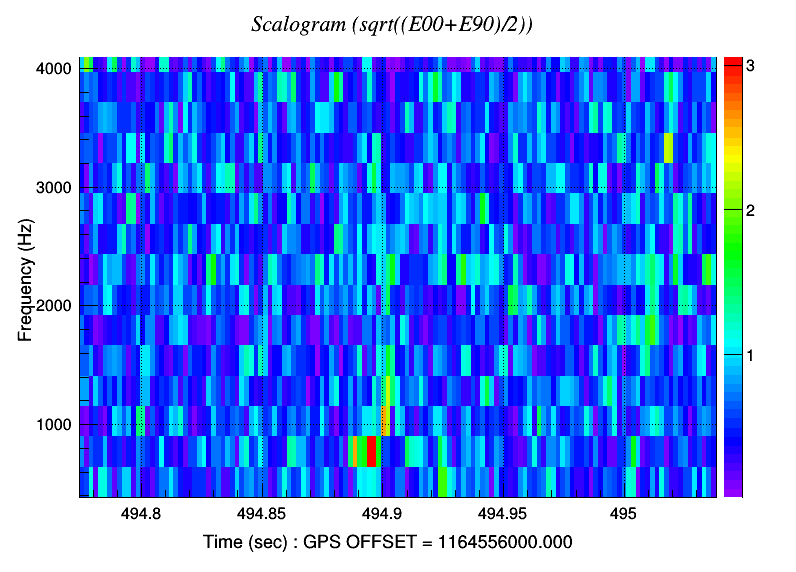 Scalogram (sqrt((E00+E90)/2))
4000
3000
2000
1000
Frequency (Hz)
3
2
1
494.8 494.85 494.9 494.95 495
Time (sec) : GPS OFFSET = 1164556000.000